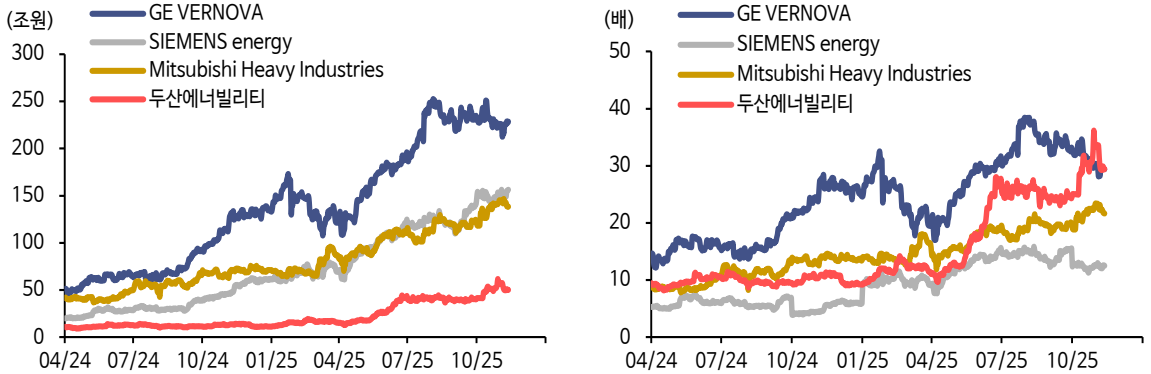 (조원)
GE VERNOVA
SIEMENS energy
Mitsubishi Heavy Industries
두산에너빌리티
300
250
200
150
100
50
0
04/24 07/24 10/24 01/25 04/25 07/25 10/25
(배)
GE VERNOVA
SIEMENS energy
Mitsubishi Heavy Industries
두산에너빌리티
50
40
30
20
10
0
04/24 07/24 10/24 01/25 04/25 07/25 10/25